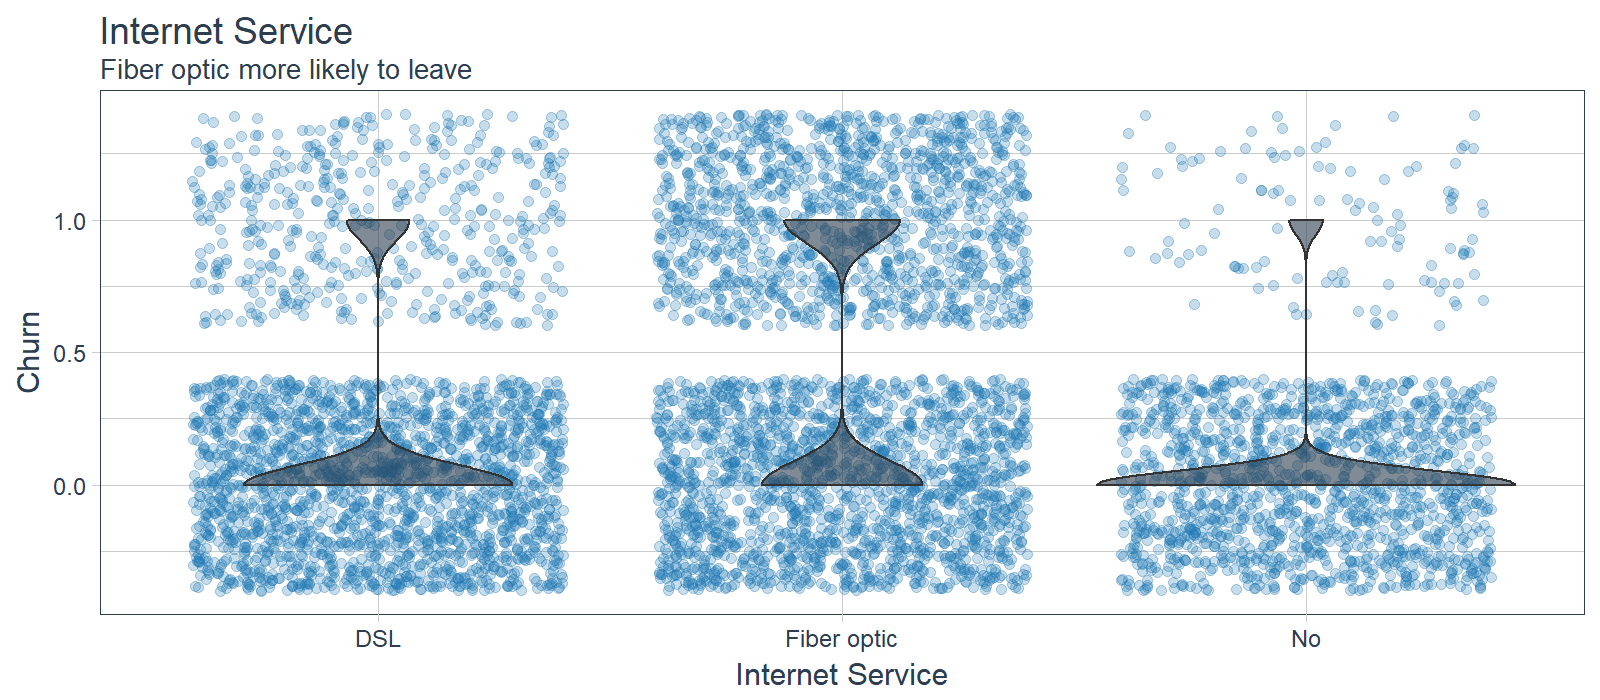 Internet Service
Fiber optic more likely to leave
Churn
1.0
0.5
0.0
DSL
Fiber optic
No
Internet Service